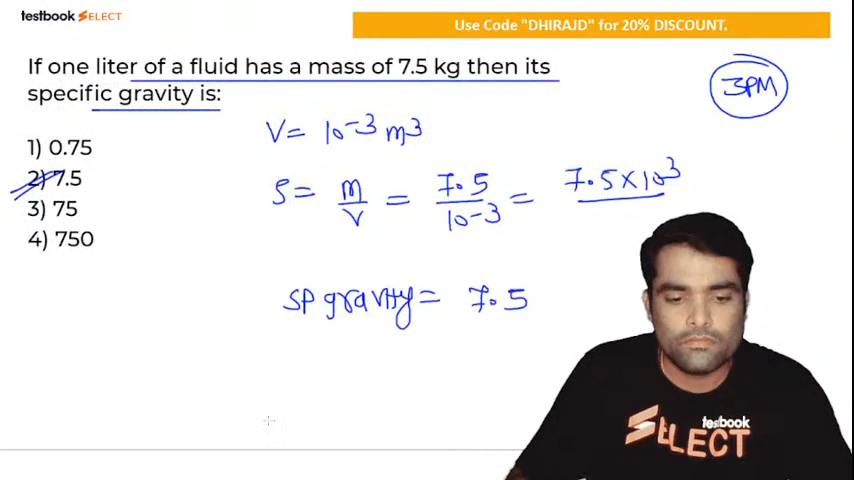 testbook SELECT
Use Code "DHIRAJD" for 20% DISCOUNT.
If one liter of a fluid has a mass of 7.5 kg then its
specific gravity is:
3PM
1) 0.75
2) 7.5
3) 75
4) 750
V= 10-3 m3
ρ= m/v = 7.5/10-3 = 7.5×10^3
sp gravity= 7.5
testbook
SELECT